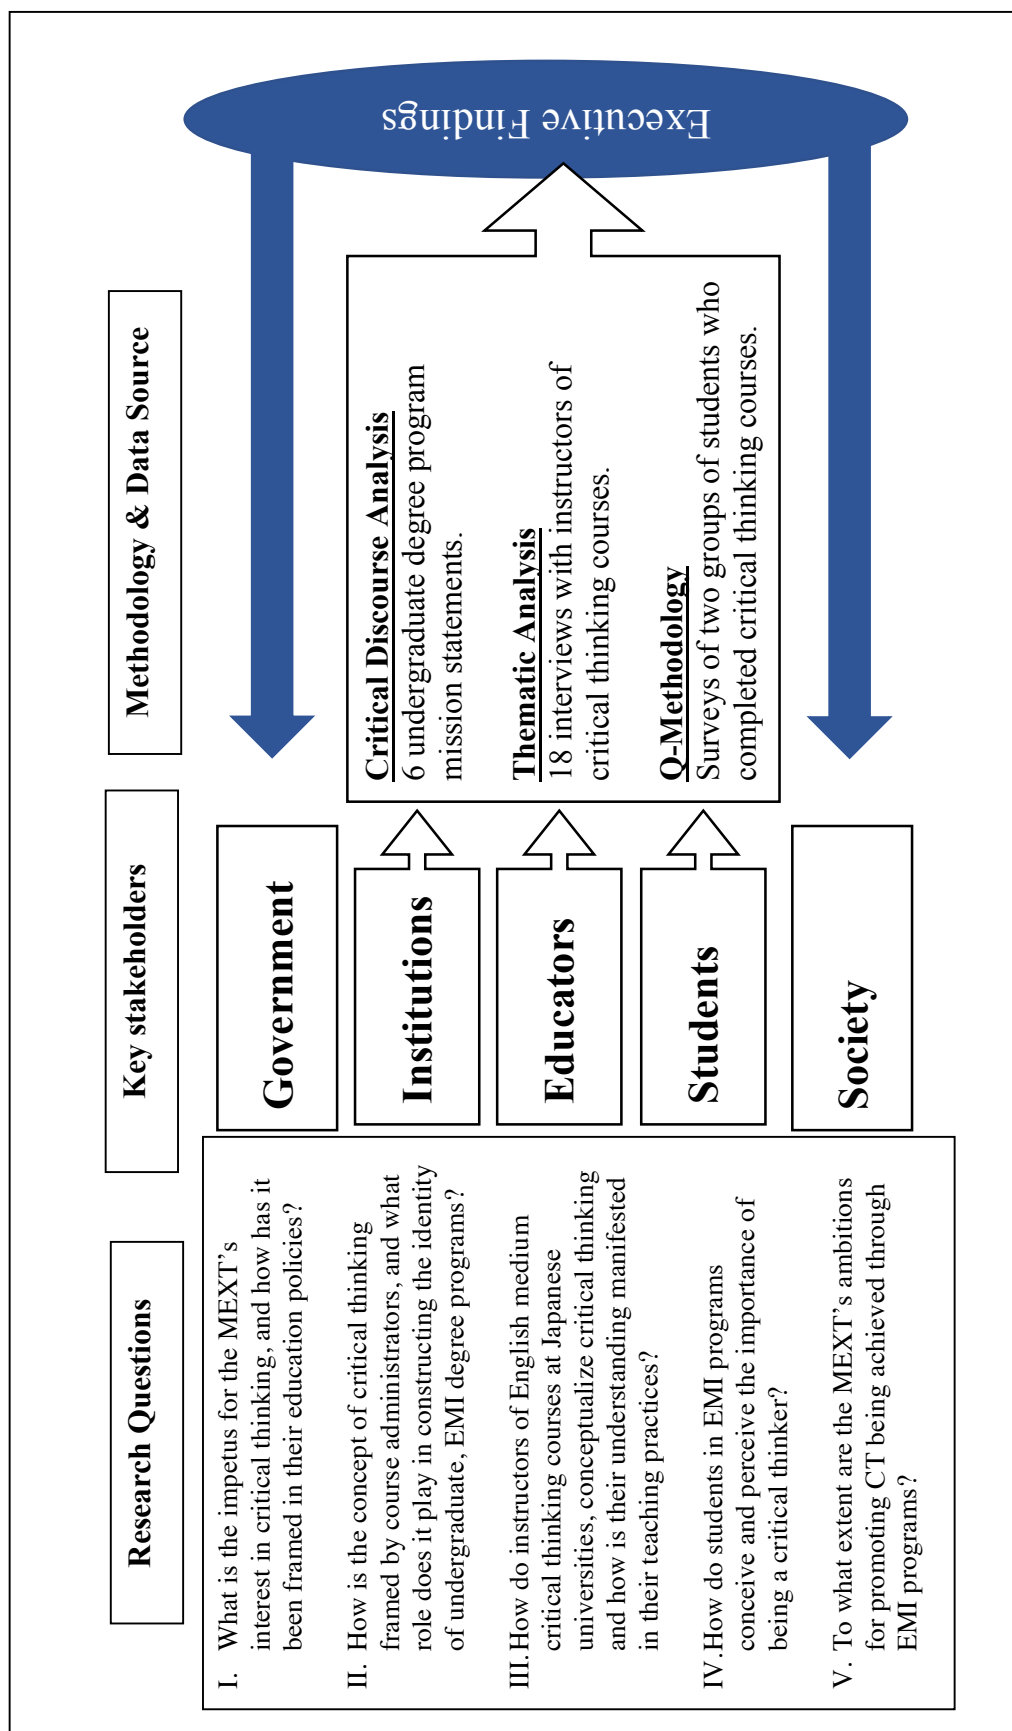 Research Questions
Key stakeholders
Methodology & Data Source
I. What is the impetus for the MEXT's
interest in critical thinking, and how has it
been framed in their education policies?
II. How is the concept of critical thinking
framed by course administrators, and what
role does it play in constructing the identity
of undergraduate, EMI degree programs?
III. How do instructors of English medium
critical thinking courses at Japanese
universities, conceptualize critical thinking
and how is their understanding manifested
in their teaching practices?
IV. How do students in EMI programs
conceive and perceive the importance of
being a critical thinker?
V. To what extent are the MEXT's ambitions
for promoting CT being achieved through
EMI programs?
Government
Institutions
Educators
Students
Society
Critical Discourse Analysis
6 undergraduate degree program
mission statements.
Thematic Analysis
18 interviews with instructors of
critical thinking courses.
Q-Methodology
Surveys of two groups of students who
completed critical thinking courses.
Executive Findings